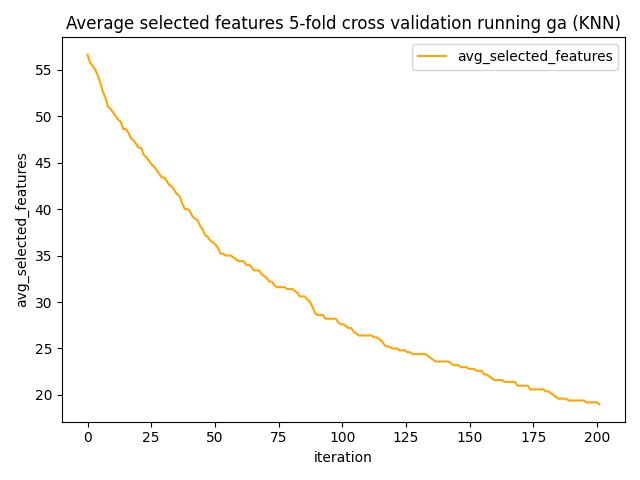 Average selected features 5-fold cross validation running ga (KNN)
avg_selected_features
avg_selected_features
55
50
45
40
35
30
25
20
0 25 50 75 100 125 150 175 200
iteration